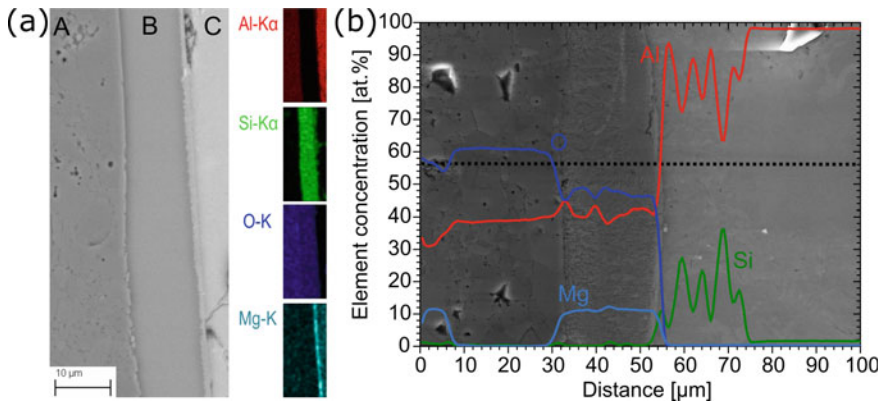 (a)
A
B
C
10 µm
Al-Kα
Si-Kα
O-K
Mg-K
(b)
Element concentration [at.%]
100
90
80
70
60
50
40
30
20
10
0
Al
O
Mg
Si
0 10 20 30 40 50 60 70 80 90 100
Distance [µm]